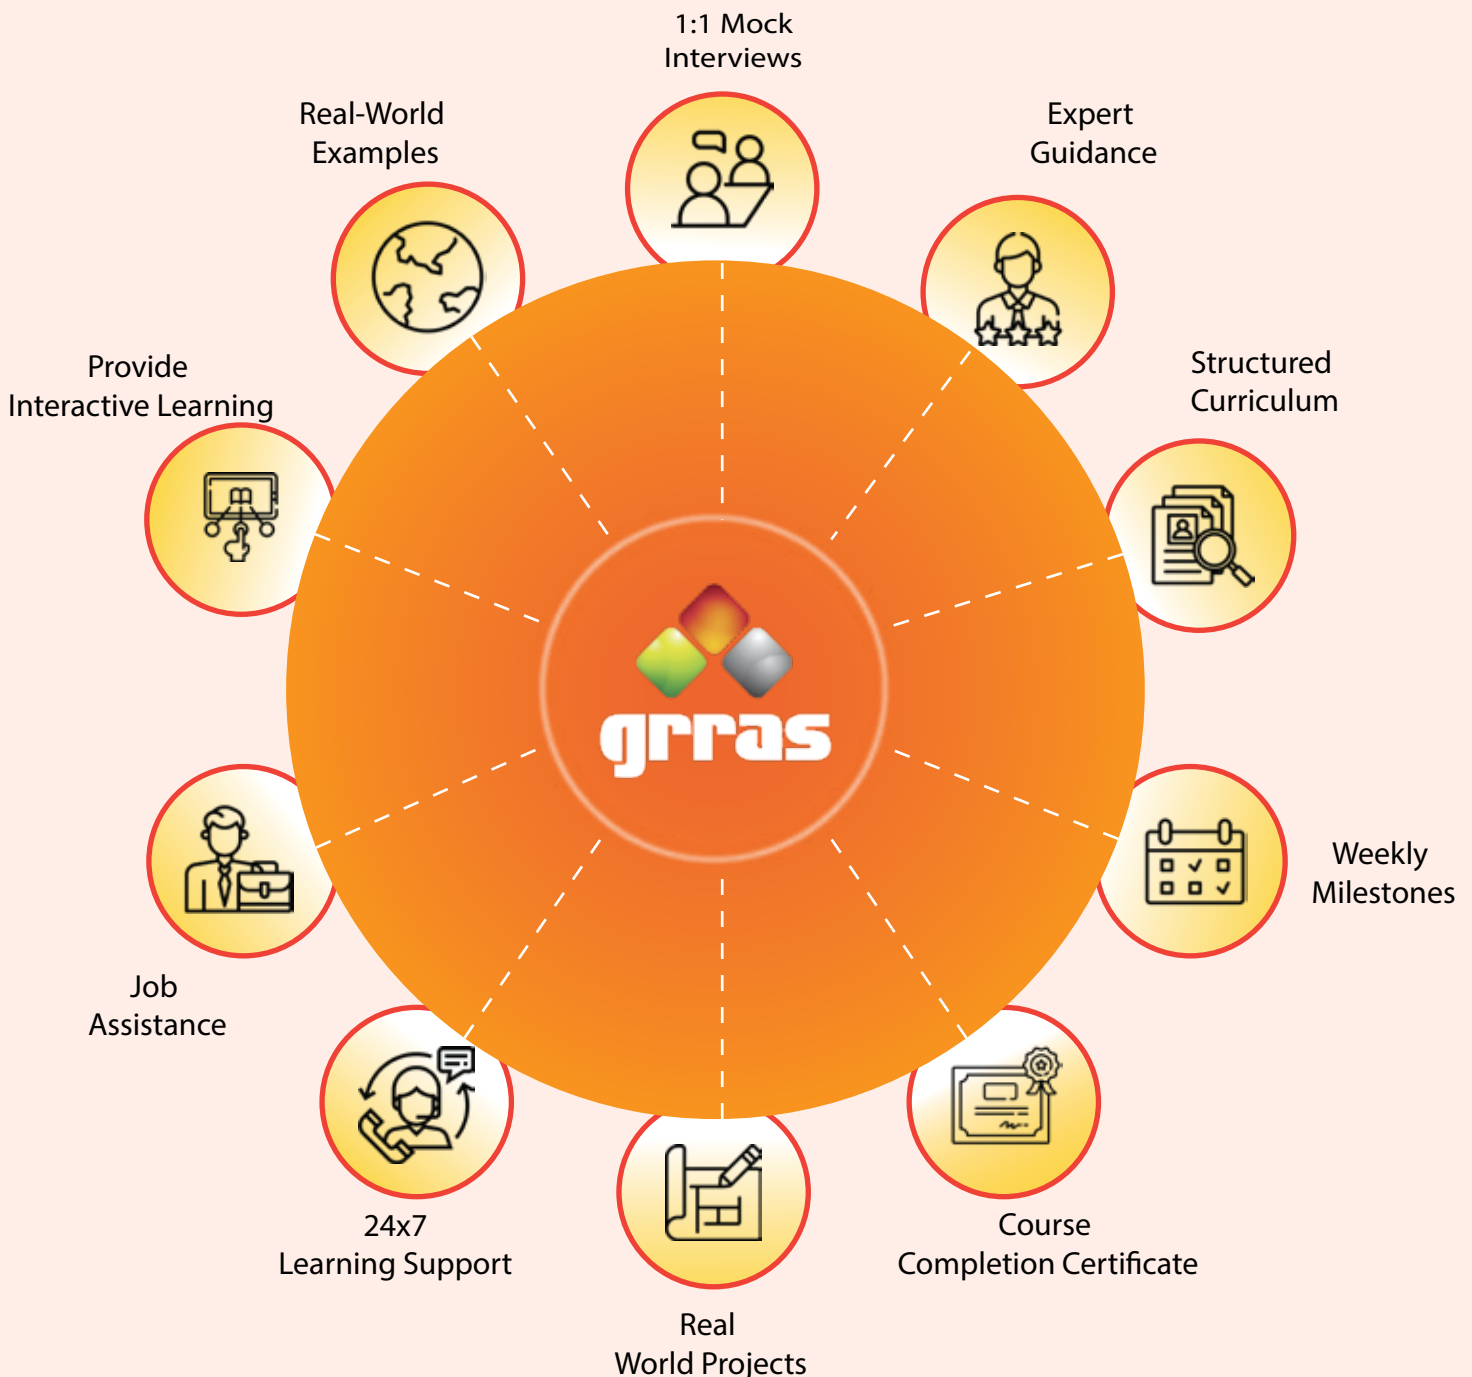 1:1 Mock
Interviews
Expert
Guidance
Structured
Curriculum
Weekly
Milestones
Course
Completion Certificate
Real
World Projects
24x7
Learning Support
Job
Assistance
Provide
Interactive Learning
Real-World
Examples
grras